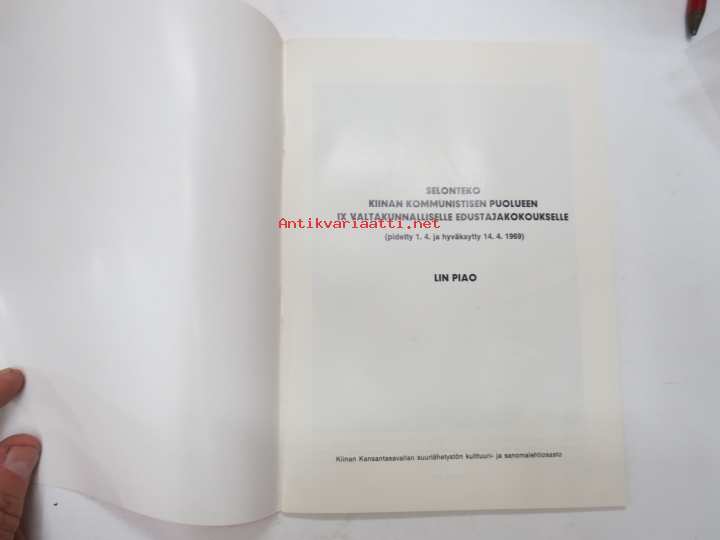 SELONTEKO
KIINAN KOMMUNISTISEN PUOLUEEN
IX VALTAKUNNALLISELLE EDUSTAJAKOKOUKSELLE
Antikvariaatti.net
(pidetty 1. 4. ja hyväksytty 14. 4. 1969)
LIN PIAO
Kiinan Kansantasavallan suurlähetystön kulttuuri- ja sanomalehtiosasto